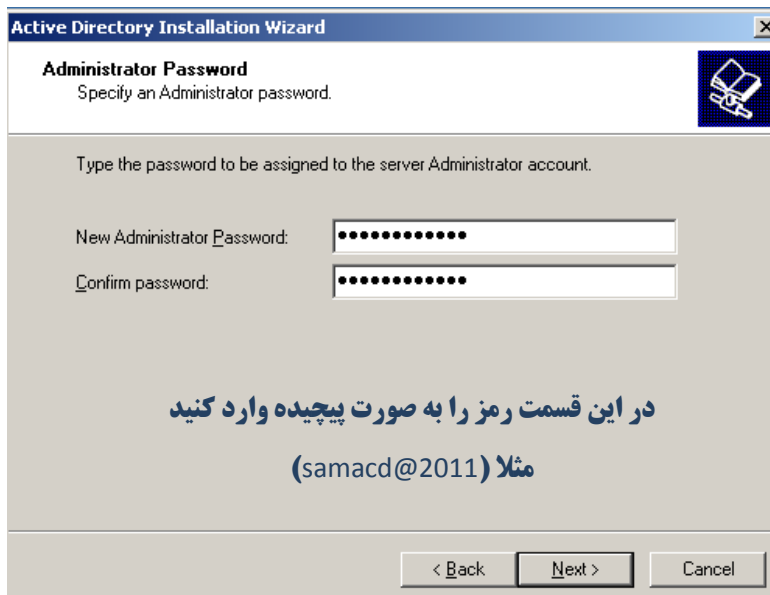 Active Directory Installation Wizard
Administrator Password
Specify an Administrator password.
Type the password to be assigned to the server Administrator account.
New Administrator Password: ●●●●●●●●●●●●
Confirm password: ●●●●●●●●●●●●
در این قسمت رمز را به صورت پیچیده وارد کنید
مثلا (samacd@2011)
< Back Next > Cancel